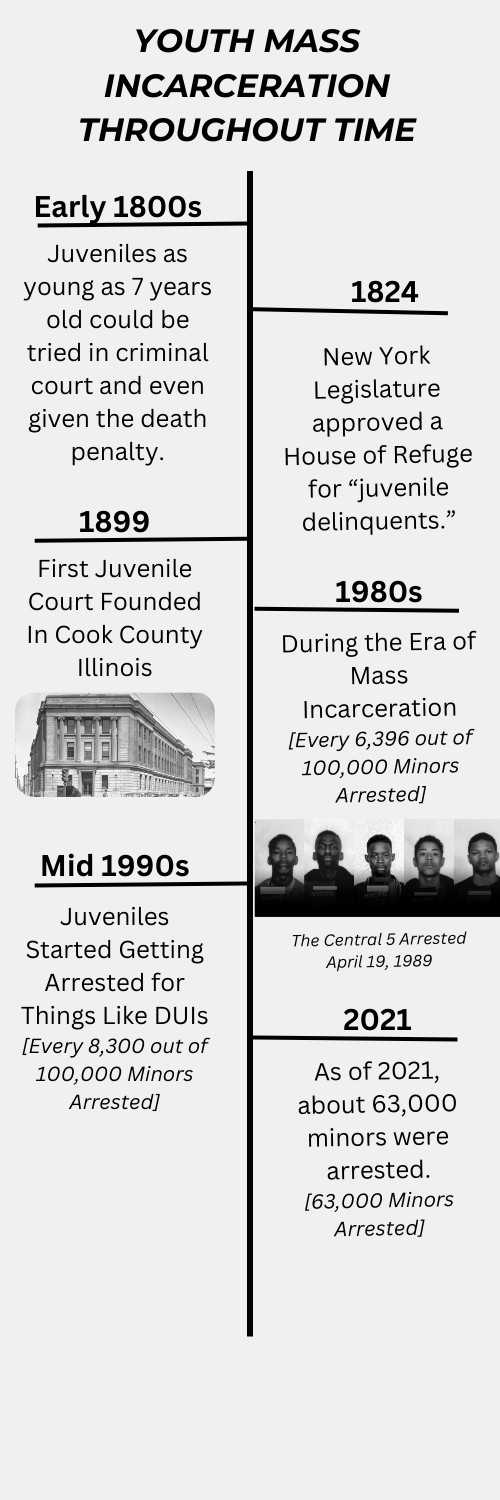 YOUTH MASS
INCARCERATION
THROUGHOUT TIME
Early 1800s
Juveniles as
young as 7 years
old could be
tried in criminal
court and even
given the death
penalty.
1824
New York
Legislature
approved a
House of Refuge
for “juvenile
delinquents.”
1899
First Juvenile
Court Founded
In Cook County
Illinois
1980s
During the Era of
Mass
Incarceration
[Every 6,396 out of
100,000 Minors
Arrested]
The Central 5 Arrested
April 19, 1989
Mid 1990s
Juveniles
Started Getting
Arrested for
Things Like DUIs
[Every 8,300 out of
100,000 Minors
Arrested]
2021
As of 2021,
about 63,000
minors were
arrested.
[63,000 Minors
Arrested]